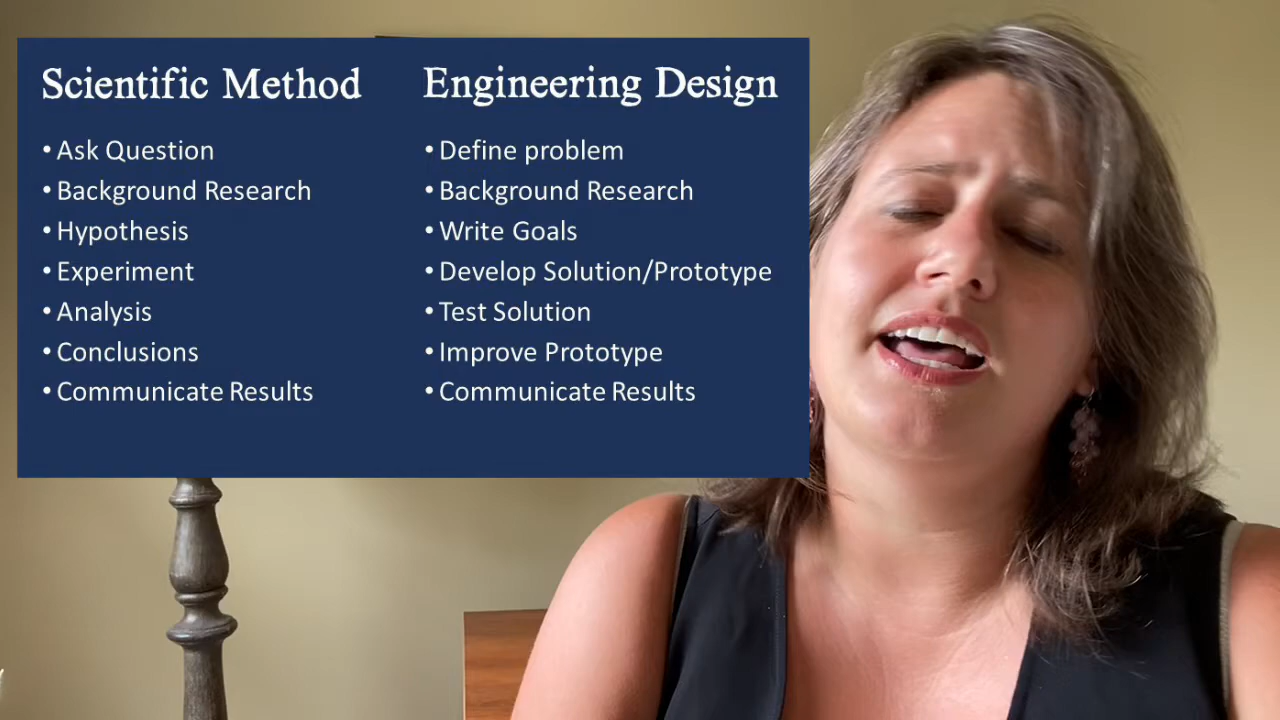 Scientific Method
• Ask Question
• Background Research
• Hypothesis
• Experiment
• Analysis
• Conclusions
• Communicate Results
Engineering Design
• Define problem
• Background Research
• Write Goals
• Develop Solution/Prototype
• Test Solution
• Improve Prototype
• Communicate Results